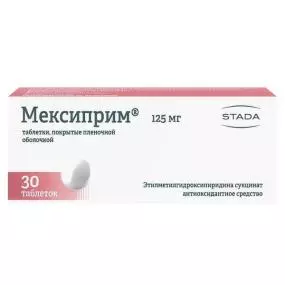 Мексиприм® 125 мг
STADA
таблетки, покрытые пленочной
оболочкой
30
таблеток
Этилметилгидроксипиридина сукцинат
антиоксидантное средство